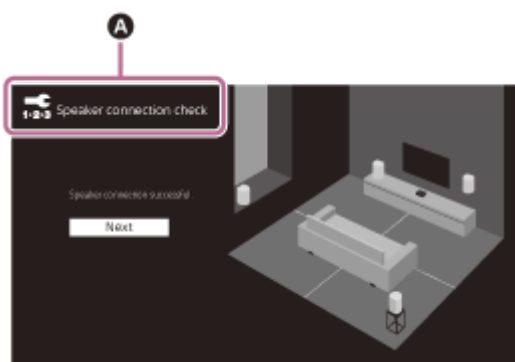 A
1·2·3 Speaker connection check
Speaker connection successful.
Next